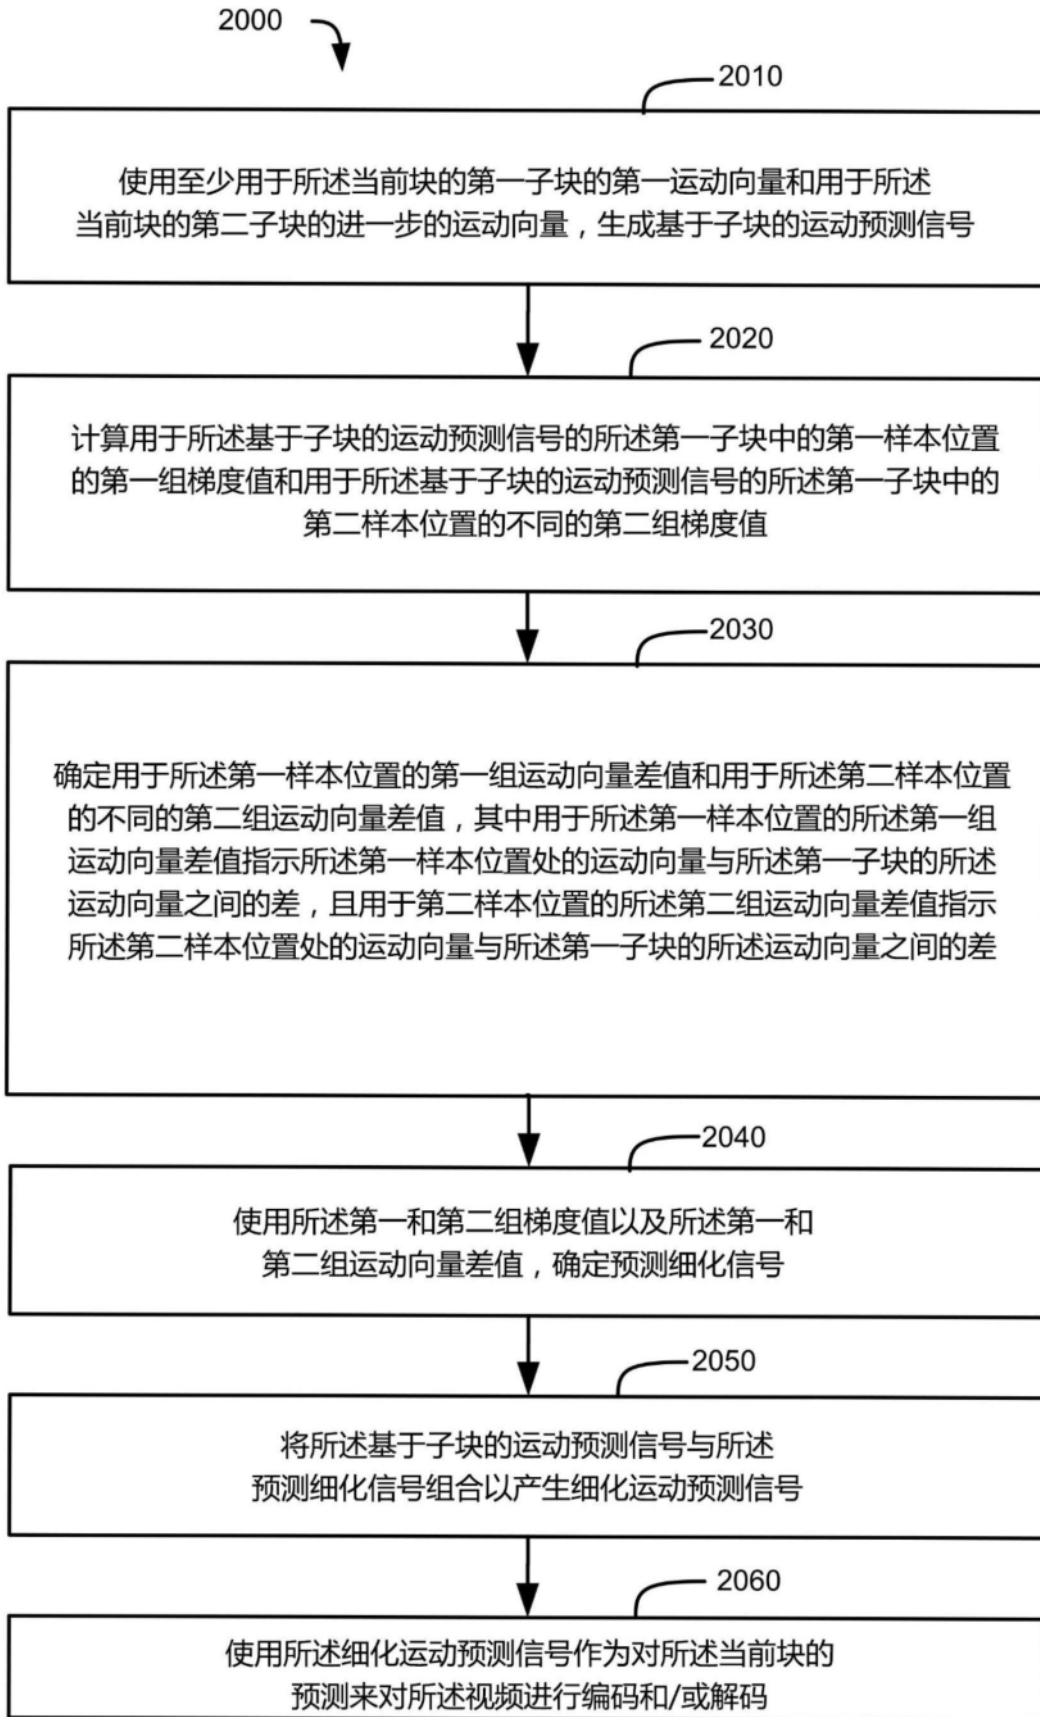 2000
2010
使用至少用于所述当前块的第一子块的第一运动向量和用于所述
当前块的第二子块的进一步的运动向量，生成基于子块的运动预测信号
2020
计算用于所述基于子块的运动预测信号的所述第一子块中的第一样本位置
的第一组梯度值和用于所述基于子块的运动预测信号的所述第一子块中的
第二样本位置的不同的第二组梯度值
2030
确定用于所述第一样本位置的第一组运动向量差值和用于所述第二样本位置
的不同的第二组运动向量差值，其中用于所述第一样本位置的所述第一组
运动向量差值指示所述第一样本位置处的运动向量与所述第一子块的所述
运动向量之间的差，且用于第二样本位置的所述第二组运动向量差值指示
所述第二样本位置处的运动向量与所述第一子块的所述运动向量之间的差
2040
使用所述第一和第二组梯度值以及所述第一和
第二组运动向量差值，确定预测细化信号
2050
将所述基于子块的运动预测信号与所述
预测细化信号组合以产生细化运动预测信号
2060
使用所述细化运动预测信号作为对所述当前块的
预测来对所述视频进行编码和/或解码